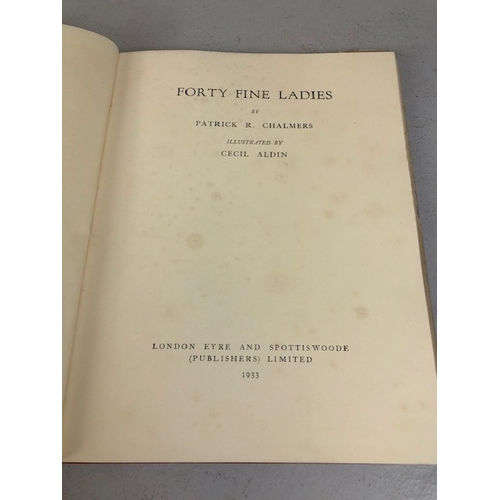 FORTY FINE LADIES
BY
PATRICK R. CHALMERS
ILLUSTRATED BY
CECIL ALDIN
LONDON EYRE AND SPOTTISWOODE
(PUBLISHERS) LIMITED
1933